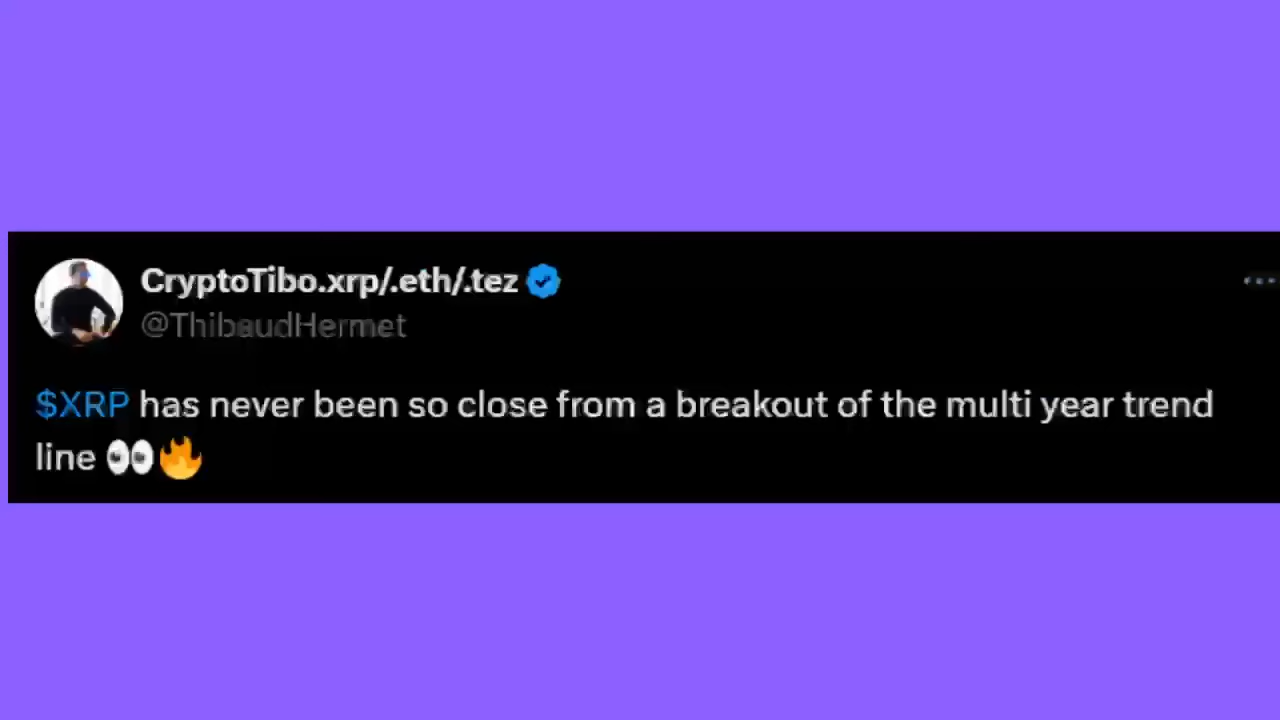 CryptoTibo.xrp/.eth/.tez
@ThibaudHermet
$XRP has never been so close from a breakout of the multi year trend
line 👀🔥